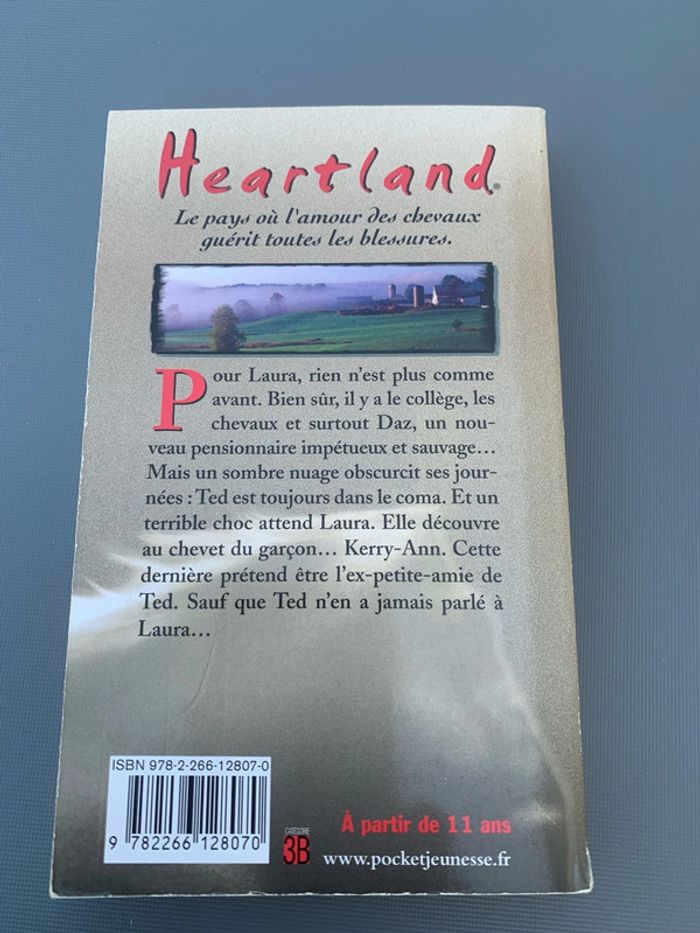 Heartland®
Le pays où l'amour des chevaux
guérit toutes les blessures.
Pour Laura, rien n'est plus comme
avant. Bien sûr, il y a le collège, les
chevaux et surtout Daz, un nou-
veau pensionnaire impétueux et sauvage…
Mais un sombre nuage obscurcit ses jour-
nées : Ted est toujours dans le coma. Et un
terrible choc attend Laura. Elle découvre
au chevet du garçon… Kerry-Ann. Cette
dernière prétend être l'ex-petite-amie de
Ted. Sauf que Ted n'en a jamais parlé à
Laura…
ISBN 978-2-266-12807-0
9 782266 128070
CATÉGORIE
3B
À partir de 11 ans
www.pocketjeunesse.fr